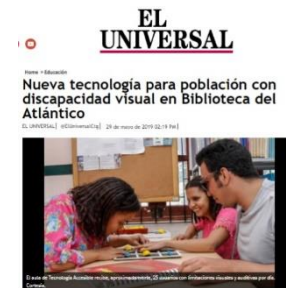 EL
UNIVERSAL
Home > Educación
Nueva tecnología para población con
discapacidad visual en Biblioteca del
Atlántico
EL UNIVERSAL| @ElUniversalCtg| 29 de mayo de 2019 02:19 PM|
El aula de Tecnología Accesible recibe, aproximadamente, 25 usuarios con limitaciones visuales y auditivas por día.
Cortesía.